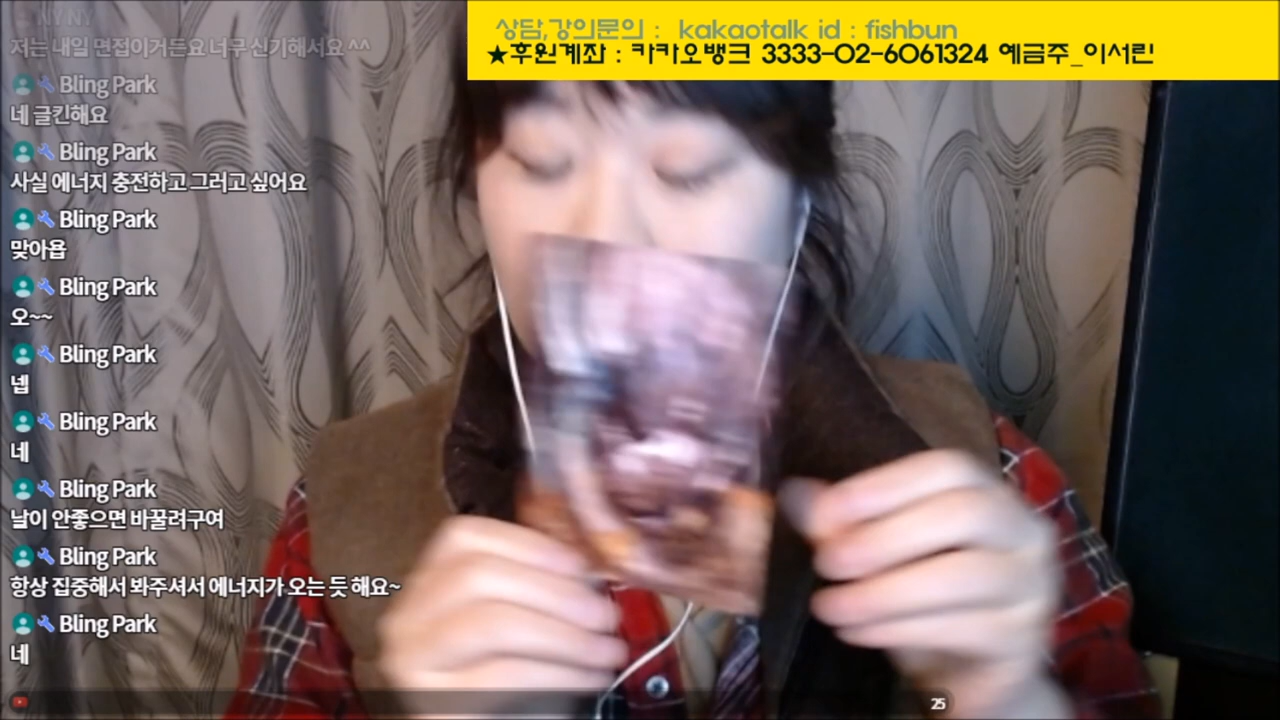 NY NY
저는 내일 면접이거든요 너무 신기해서요 ^^
Bling Park
네 글킨해요
Bling Park
사실 에너지 충전하고 그러고 싶어요
Bling Park
맞아욥
Bling Park
오~~
Bling Park
넵
Bling Park
네
Bling Park
날이 안좋으면 바꿀려구여
Bling Park
항상 집중해서 봐주셔서 에너지가 오는 듯 해요~
Bling Park
네
상담,강의문의 : kakaotalk id : fishbun
★후원계좌 : 카카오뱅크 3333-02-6061324 예금주_이서린
25